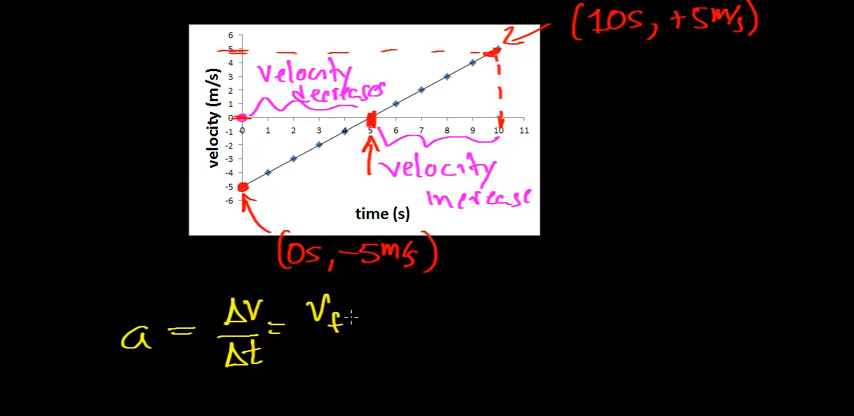 (10s, +5m/s)
6
5
4
3
2
1
0
-1
-2
-3
-4
-5
-6
velocity (m/s)
velocity
decreases
0 1 2 3 4 5 6 7 8 9 10 11
velocity
increase
time (s)
(0s, -5m/s)
a = Δv/Δt = vf